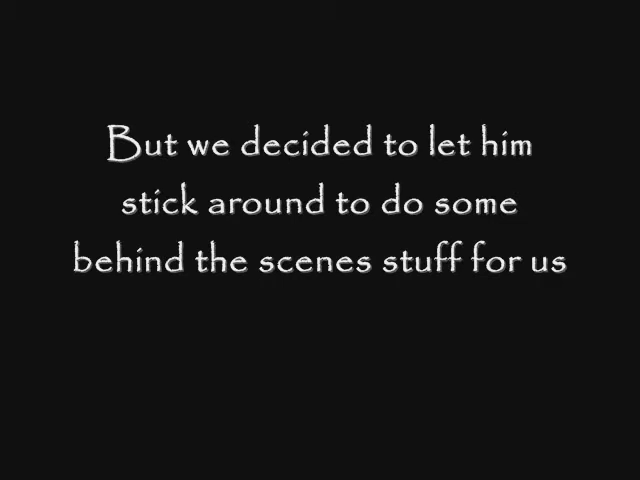 But we decided to let him
stick around to do some
behind the scenes stuff for us